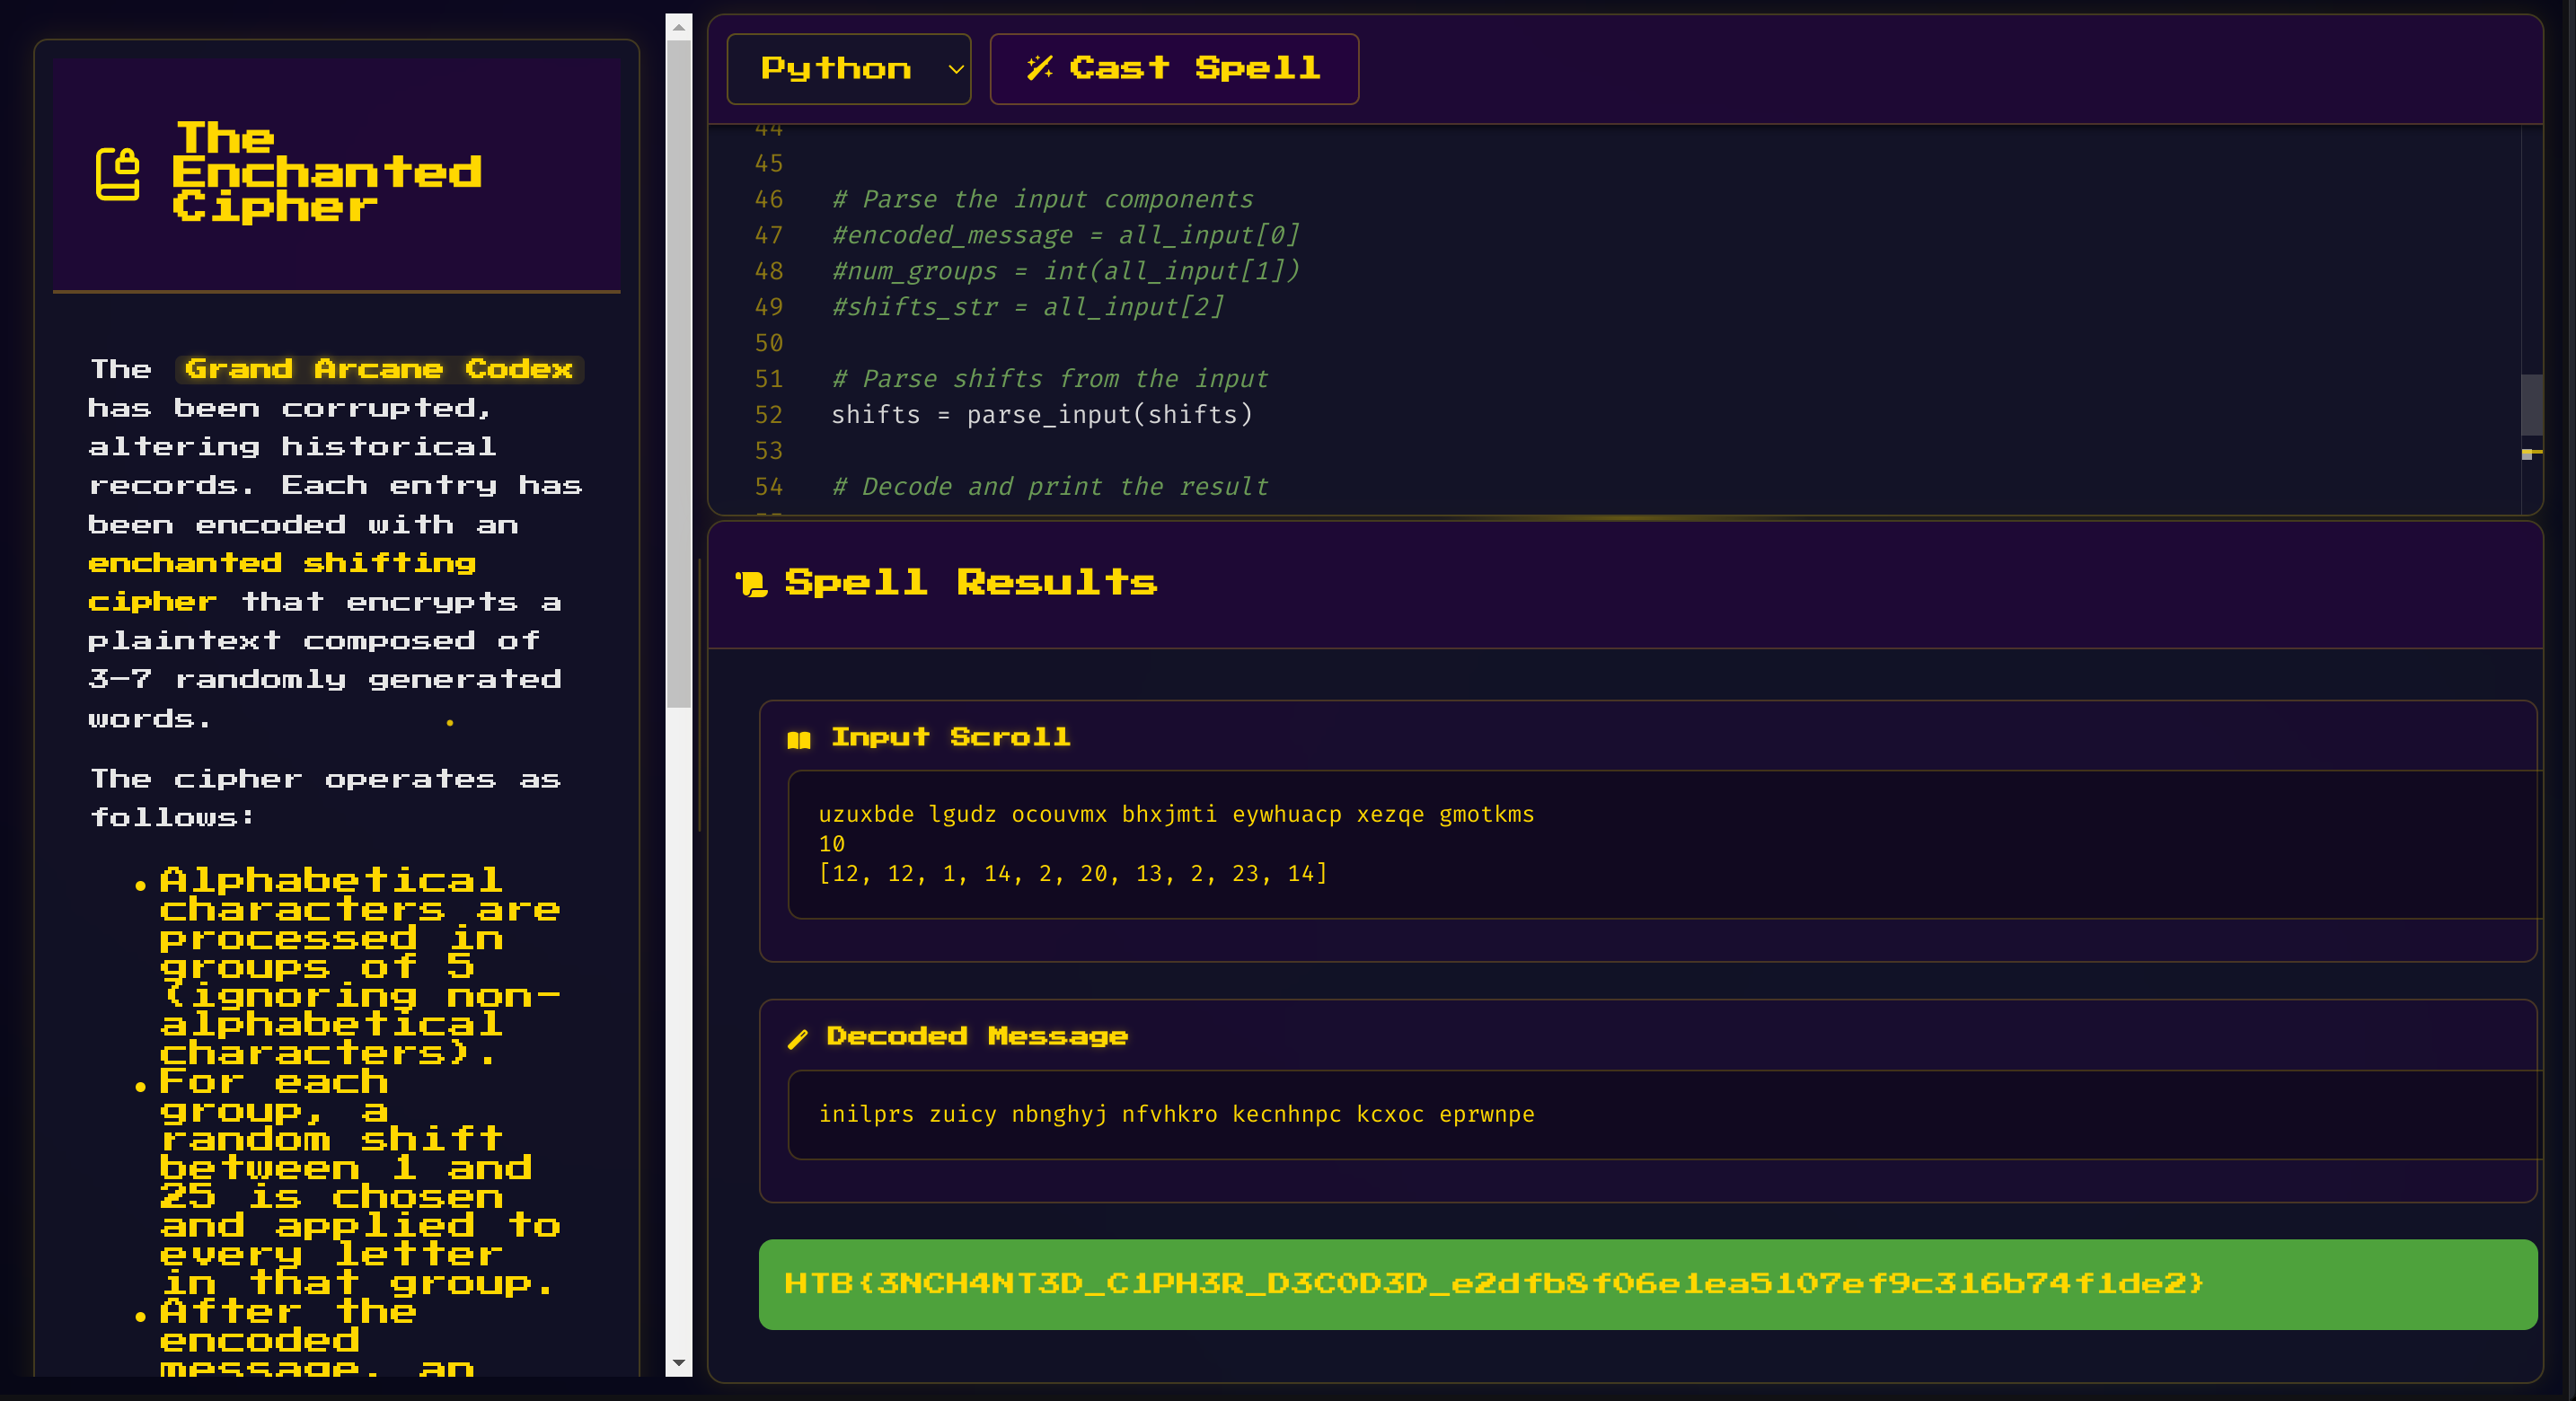 The
Enchanted
Cipher
The Grand Arcane Codex
has been corrupted,
altering historical
records. Each entry has
been encoded with an
enchanted shifting
cipher that encrypts a
plaintext composed of
3-7 randomly generated
words.
The cipher operates as
follows:
• Alphabetical
characters are
processed in
groups of 5
(ignoring non-
alphabetical
characters).
• For each
group, a
random shift
between 1 and
25 is chosen
and applied to
every letter
in that group.
• After the
encoded
message, an
Python
Cast Spell
44
45
46 # Parse the input components
47 #encoded_message = all_input[0]
48 #num_groups = int(all_input[1])
49 #shifts_str = all_input[2]
50
51 # Parse shifts from the input
52 shifts = parse_input(shifts)
53
54 # Decode and print the result
Spell Results
Input Scroll
uzuxbde lgudz ocouvmx bhxjmti eywhuacp xezqe gmotkms
10
[12, 12, 1, 14, 2, 20, 13, 2, 23, 14]
Decoded Message
inilprs zuicy nbnghyj nfvhkro kecnhnpc kcxoc eprwnpe
HTB{3NCH4NT3D_C1PH3R_D3C0D3D_e2dfb8f06e1ea5107ef9c316b74f1de2}